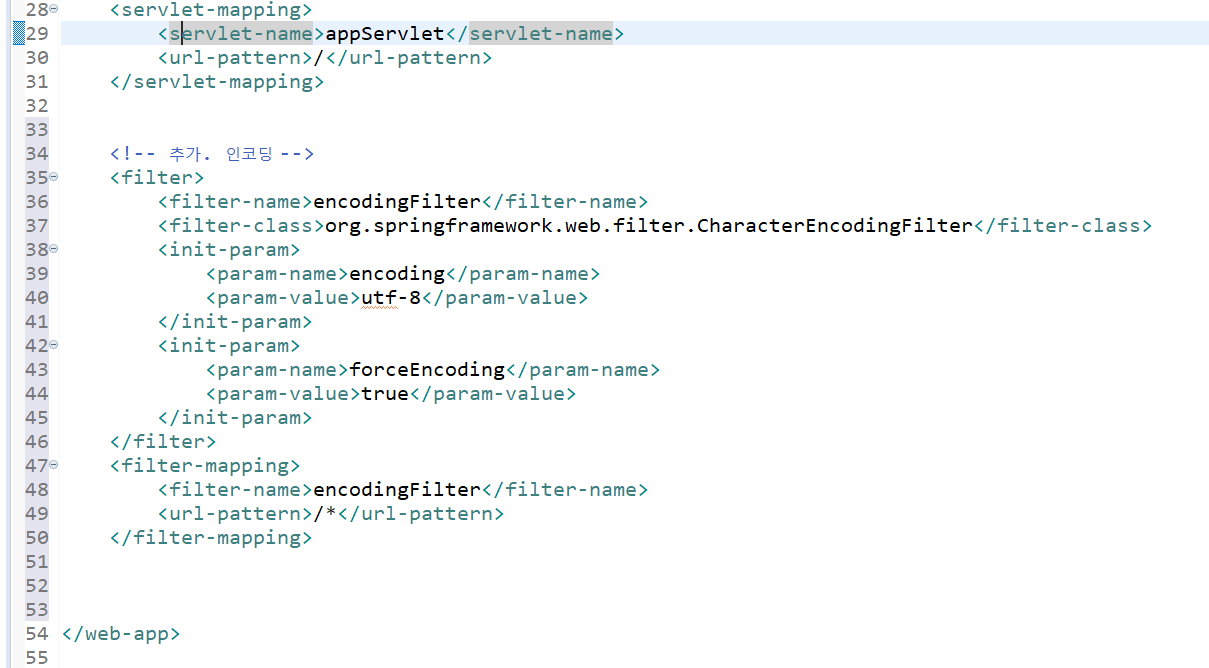 28 <servlet-mapping>
29 <servlet-name>appServlet</servlet-name>
30 <url-pattern>/</url-pattern>
31 </servlet-mapping>
32
33
34 <!-- 추가. 인코딩 -->
35 <filter>
36 <filter-name>encodingFilter</filter-name>
37 <filter-class>org.springframework.web.filter.CharacterEncodingFilter</filter-class>
38 <init-param>
39 <param-name>encoding</param-name>
40 <param-value>utf-8</param-value>
41 </init-param>
42 <init-param>
43 <param-name>forceEncoding</param-name>
44 <param-value>true</param-value>
45 </init-param>
46 </filter>
47 <filter-mapping>
48 <filter-name>encodingFilter</filter-name>
49 <url-pattern>/*</url-pattern>
50 </filter-mapping>
51
52
53
54 </web-app>
55